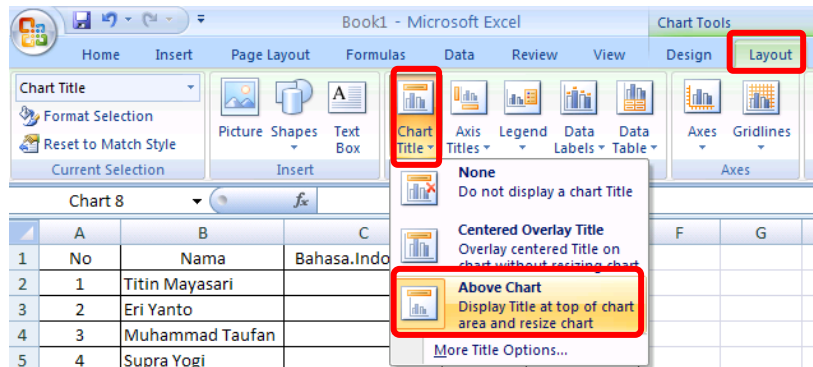 Book1 - Microsoft Excel
Chart Tools
Home Insert Page Layout Formulas Data Review View Design Layout
Chart Title
Format Selection
Reset to Match Style
Current Selection
Picture Shapes Text Box
Insert
Chart Title Axis Titles Legend Data Labels Data Table
Axes Gridlines
Axes
None
Do not display a chart Title
Centered Overlay Title
Overlay centered Title on
chart without resizing chart
Above Chart
Display Title at top of chart
area and resize chart
More Title Options...
Chart 8 fx
A B C F G
1 No Nama Bahasa.Indo
2 1 Titin Mayasari
3 2 Eri Yanto
4 3 Muhammad Taufan
5 4 Supra Yogi